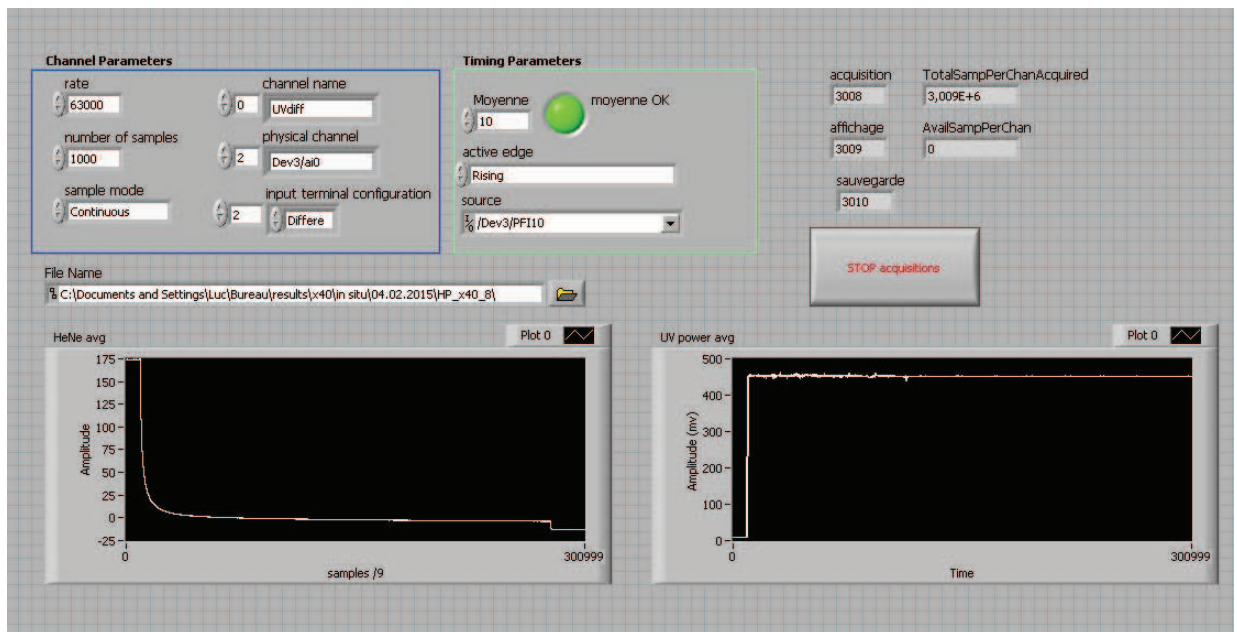 Channel Parameters
rate
63000
channel name
0
UVdiff
number of samples
1000
physical channel
2
Dev3/ai0
sample mode
Continuous
input terminal configuration
2
Differe
Timing Parameters
Moyenne
10
moyenne OK
active edge
Rising
source
/Dev3/PFI10
acquisition
3008
TotalSampPerChanAcquired
3,009E+6
affichage
3009
AvailSampPerChan
0
sauvegarde
3010
STOP acquisitions
File Name
C:\Documents and Settings\Luc\Bureau\results\x40\in situ\04.02.2015\HP_x40_8\
HeNe avg
Plot 0
Amplitude
175
150
125
100
75
50
25
0
-25
0
300999
samples /9
UV power avg
Plot 0
Amplitude (mv)
500
400
300
200
100
0
0
300999
Time